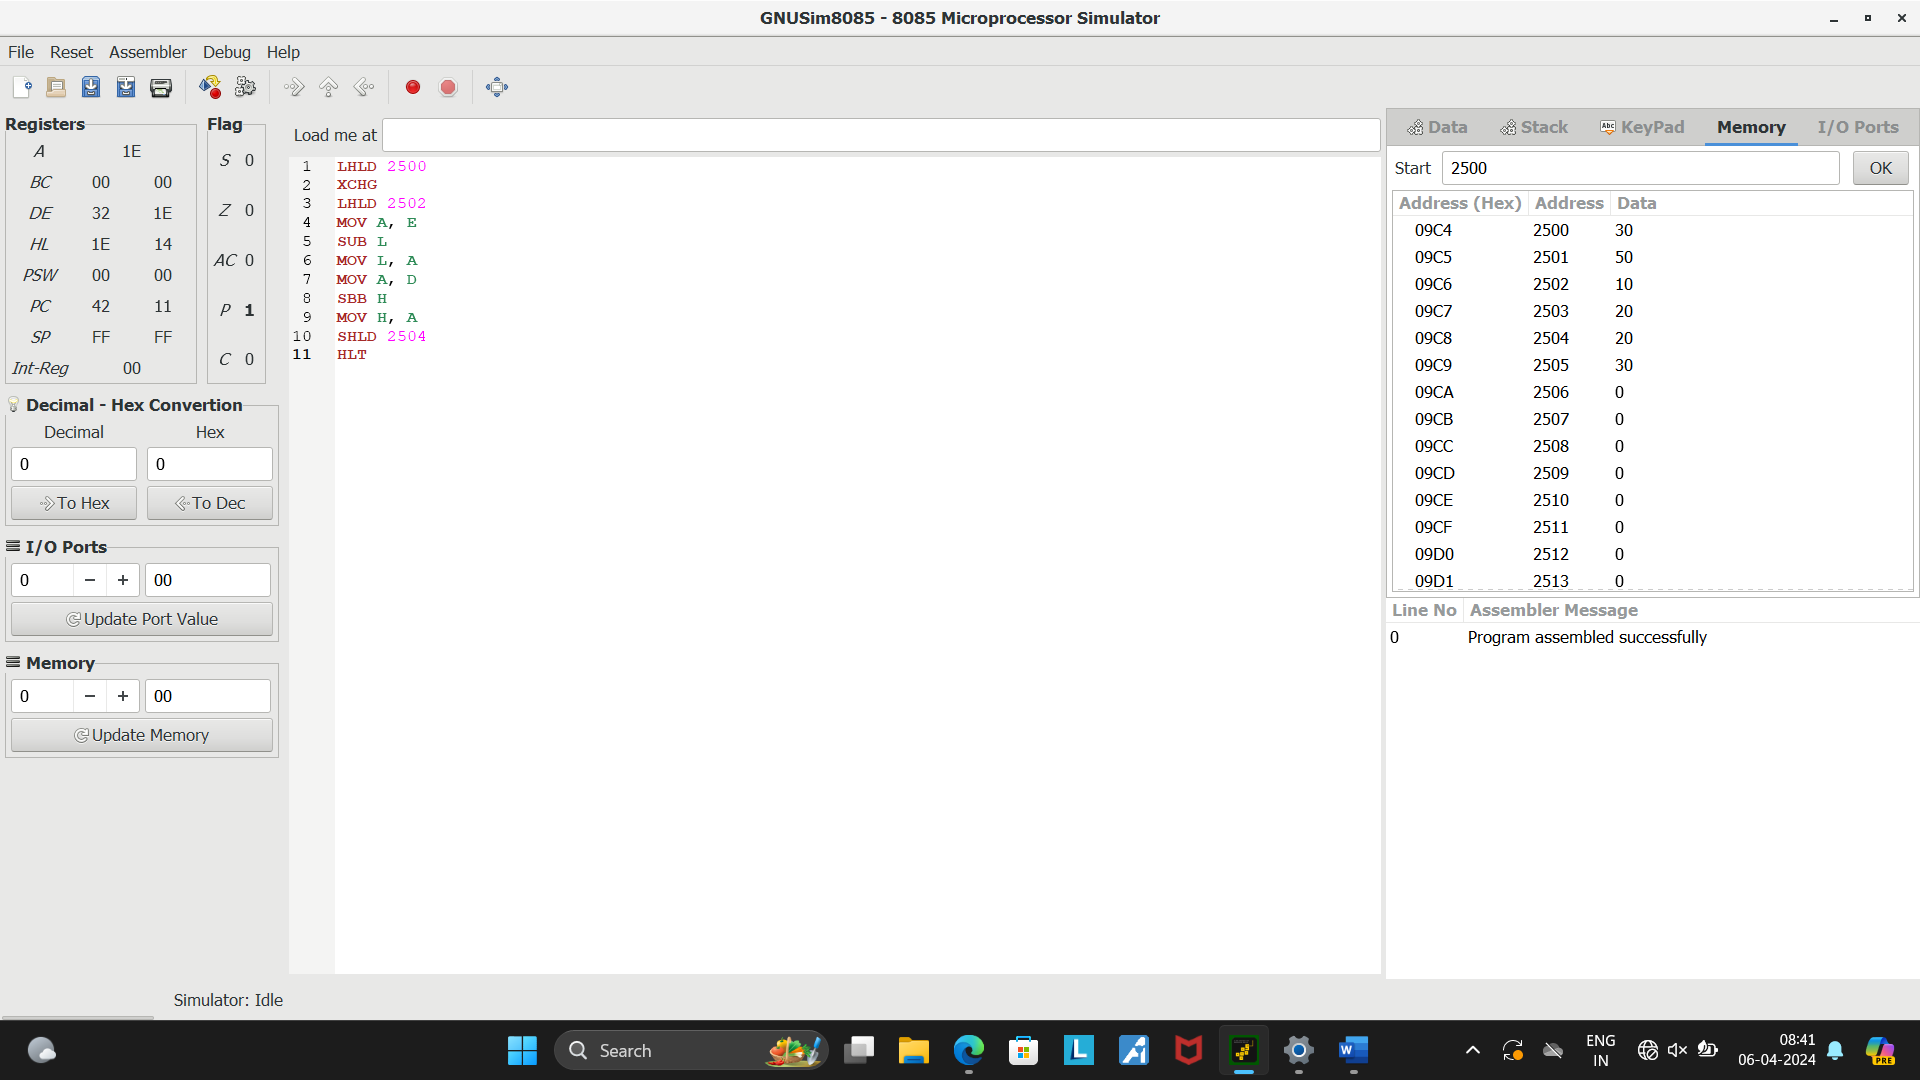 GNUSim8085 - 8085 Microprocessor Simulator
File Reset Assembler Debug Help
Registers
A 1E
BC 00 00
DE 32 1E
HL 1E 14
PSW 00 00
PC 42 11
SP FF FF
Int-Reg 00
Flag
S 0
Z 0
AC 0
P 1
C 0
Decimal - Hex Convertion
Decimal Hex
0 0
To Hex To Dec
I/O Ports
0 − + 00
Update Port Value
Memory
0 − + 00
Update Memory
Load me at
1 LHLD 2500
2 XCHG
3 LHLD 2502
4 MOV A, E
5 SUB L
6 MOV L, A
7 MOV A, D
8 SBB H
9 MOV H, A
10 SHLD 2504
11 HLT
Data Stack Abc KeyPad Memory I/O Ports
Start 2500 OK
Address (Hex) Address Data
09C4 2500 30
09C5 2501 50
09C6 2502 10
09C7 2503 20
09C8 2504 20
09C9 2505 30
09CA 2506 0
09CB 2507 0
09CC 2508 0
09CD 2509 0
09CE 2510 0
09CF 2511 0
09D0 2512 0
09D1 2513 0
Line No Assembler Message
0 Program assembled successfully
Simulator: Idle
Search
L
W
ENG
IN
08:41
06-04-2024
PRE